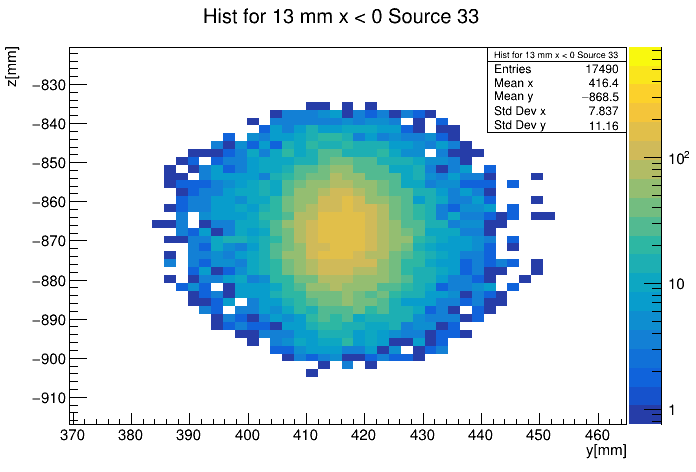 Hist for 13 mm x < 0 Source 33
z[mm]
Hist for 13 mm x < 0 Source 33
Entries 17490
Mean x 416.4
Mean y −868.5
Std Dev x 7.837
Std Dev y 11.16
−830
−840
−850
−860
−870
−880
−890
−900
−910
10²
10
1
370 380 390 400 410 420 430 440 450 460
y[mm]